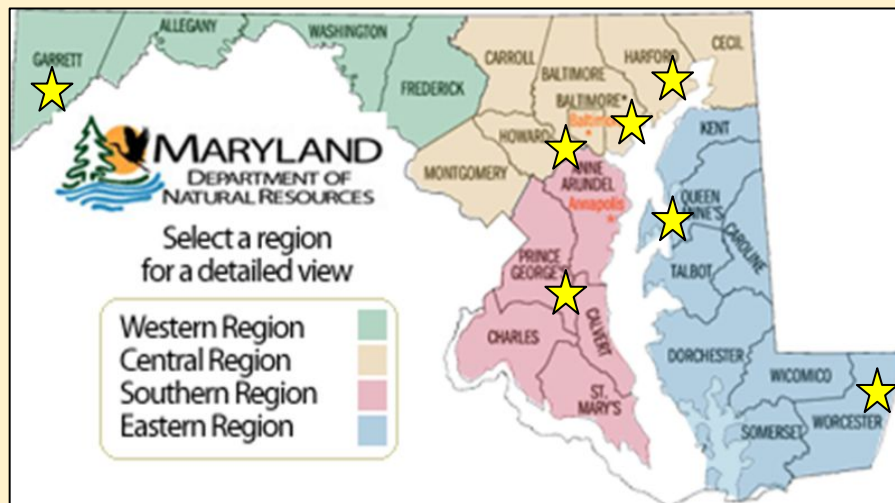 GARRETT
ALLEGANY
WASHINGTON
FREDERICK
CARROLL
BALTIMORE
HARFORD
CECIL
BALTIMORE*
HOWARD
MONTGOMERY
ANNE
ARUNDEL
Annapolis
*
KENT
QUEEN
ANNE'S
CAROLINE
TALBOT
PRINCE
GEORGE'S
CHARLES
CALVERT
ST.
MARY'S
DORCHESTER
WICOMICO
WORCESTER
SOMERSET
MARYLAND
DEPARTMENT OF
NATURAL RESOURCES
Select a region
for a detailed view
Western Region
Central Region
Southern Region
Eastern Region